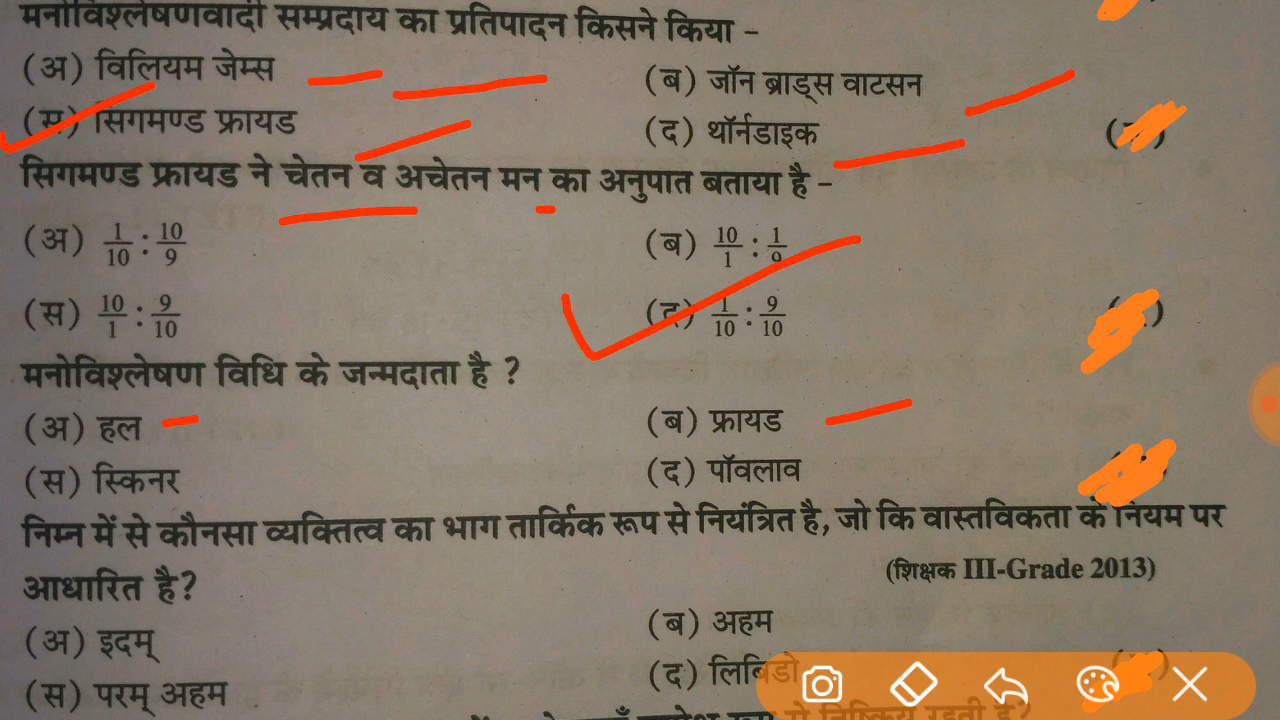 मनोविश्लेषणवादी सम्प्रदाय का प्रतिपादन किसने किया –
(अ) विलियम जेम्स (ब) जॉन ब्राड्स वाटसन
(स) सिगमण्ड फ्रायड (द) थॉर्नडाइक
सिगमण्ड फ्रायड ने चेतन व अचेतन मन का अनुपात बताया है –
(अ) 1/10 : 10/9 (ब) 10/1 : 1/9
(स) 10/1 : 9/10 (द) 1/10 : 9/10
मनोविश्लेषण विधि के जन्मदाता है ?
(अ) हल (ब) फ्रायड
(स) स्किनर (द) पॉवलाव
निम्न में से कौनसा व्यक्तित्व का भाग तार्किक रूप से नियंत्रित है, जो कि वास्तविकता के नियम पर
आधारित है? (शिक्षक III-Grade 2013)
(अ) इदम् (ब) अहम
(स) परम् अहम (द) लिबिडो